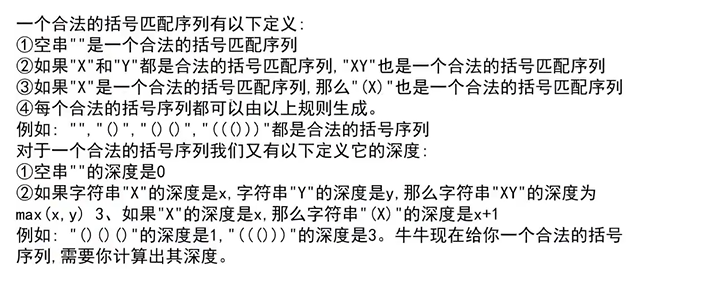 一个合法的括号匹配序列有以下定义:
①空串""是一个合法的括号匹配序列
②如果"X"和"Y"都是合法的括号匹配序列,"XY"也是一个合法的括号匹配序列
③如果"X"是一个合法的括号匹配序列,那么"(X)"也是一个合法的括号匹配序列
④每个合法的括号序列都可以由以上规则生成。
例如: "","()","()()","((()))"都是合法的括号序列
对于一个合法的括号序列我们又有以下定义它的深度:
①空串""的深度是0
②如果字符串"X"的深度是x,字符串"Y"的深度是y,那么字符串"XY"的深度为
max(x,y) 3、如果"X"的深度是x,那么字符串"(X)"的深度是x+1
例如: "()()()"的深度是1,"((()))"的深度是3。牛牛现在给你一个合法的括号
序列,需要你计算出其深度。